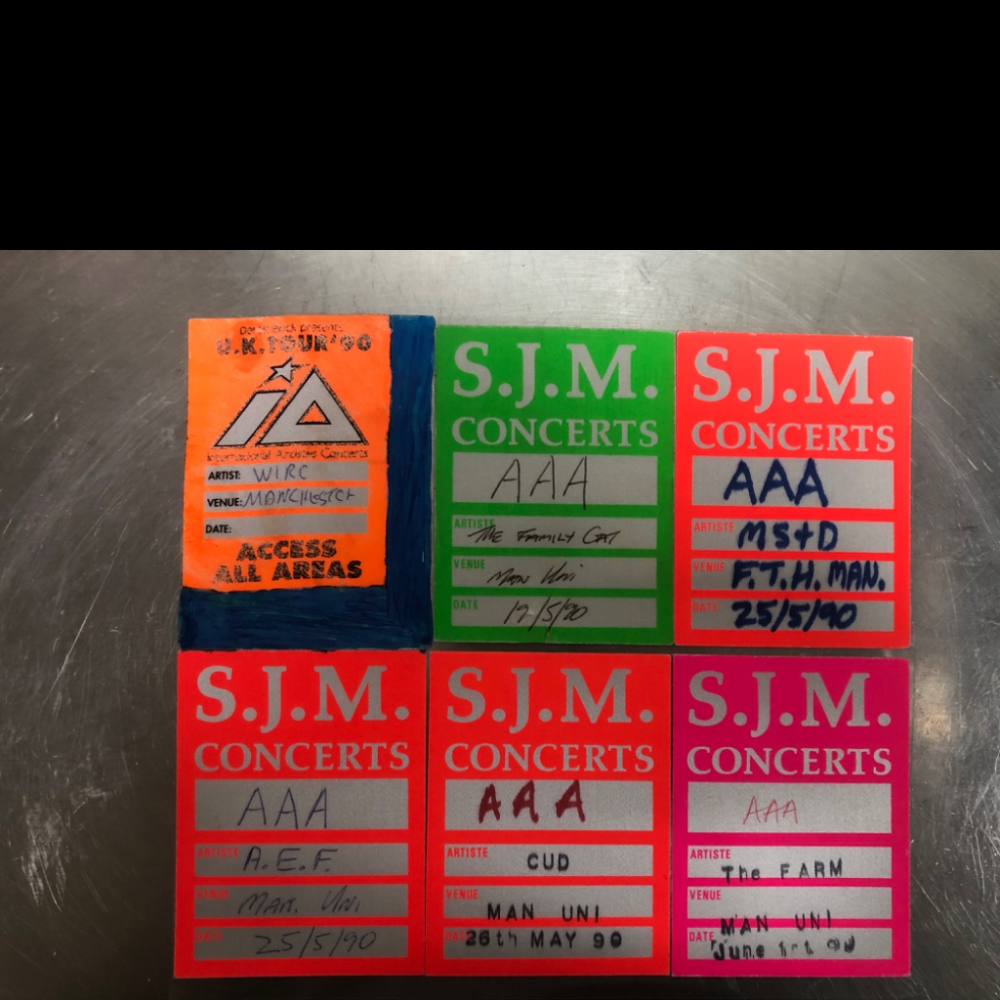 U.K.TOUR'90
iA
International Artistes Concerts
ARTIST: WIRE
VENUE: MANCHESTER
DATE:
ACCESS
ALL AREAS
S.J.M.
CONCERTS
AAA
ARTISTE THE FAMILY CAT
VENUE Man Uni
DATE 19/5/90
S.J.M.
CONCERTS
AAA
ARTISTE MS+D
VENUE F.T.H. MAN.
DATE 25/5/90
S.J.M.
CONCERTS
AAA
ARTISTE A.E.F.
VENUE MAN. UNI
DATE 25/5/90
S.J.M.
CONCERTS
AAA
ARTISTE CUD
VENUE MAN UNI
DATE 26th MAY 90
S.J.M.
CONCERTS
AAA
ARTISTE The FARM
VENUE MAN UNI
DATE June 1st 90